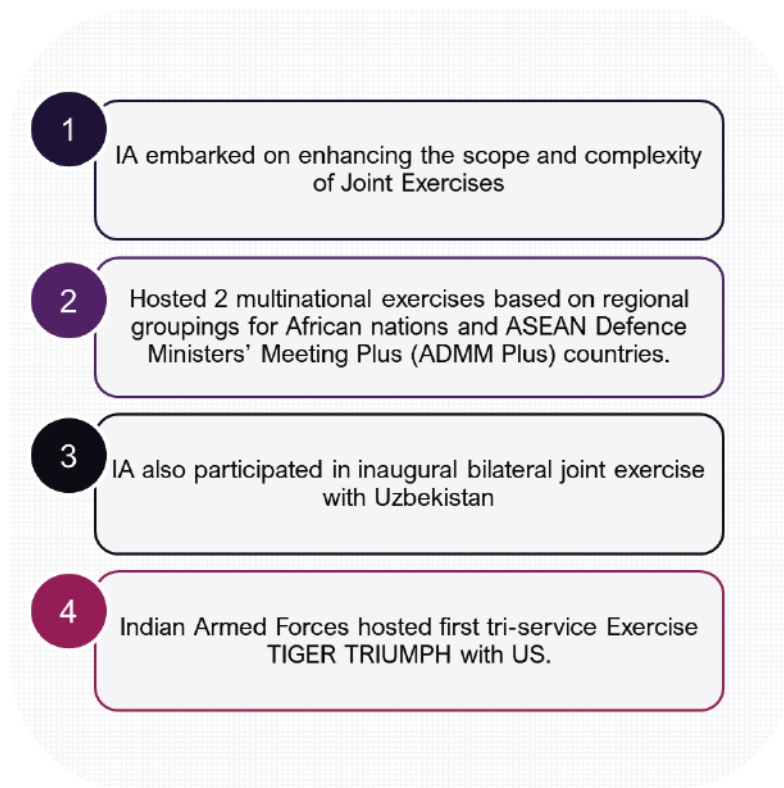 1
IA embarked on enhancing the scope and complexity
of Joint Exercises
2
Hosted 2 multinational exercises based on regional
groupings for African nations and ASEAN Defence
Ministers’ Meeting Plus (ADMM Plus) countries.
3
IA also participated in inaugural bilateral joint exercise
with Uzbekistan
4
Indian Armed Forces hosted first tri-service Exercise
TIGER TRIUMPH with US.